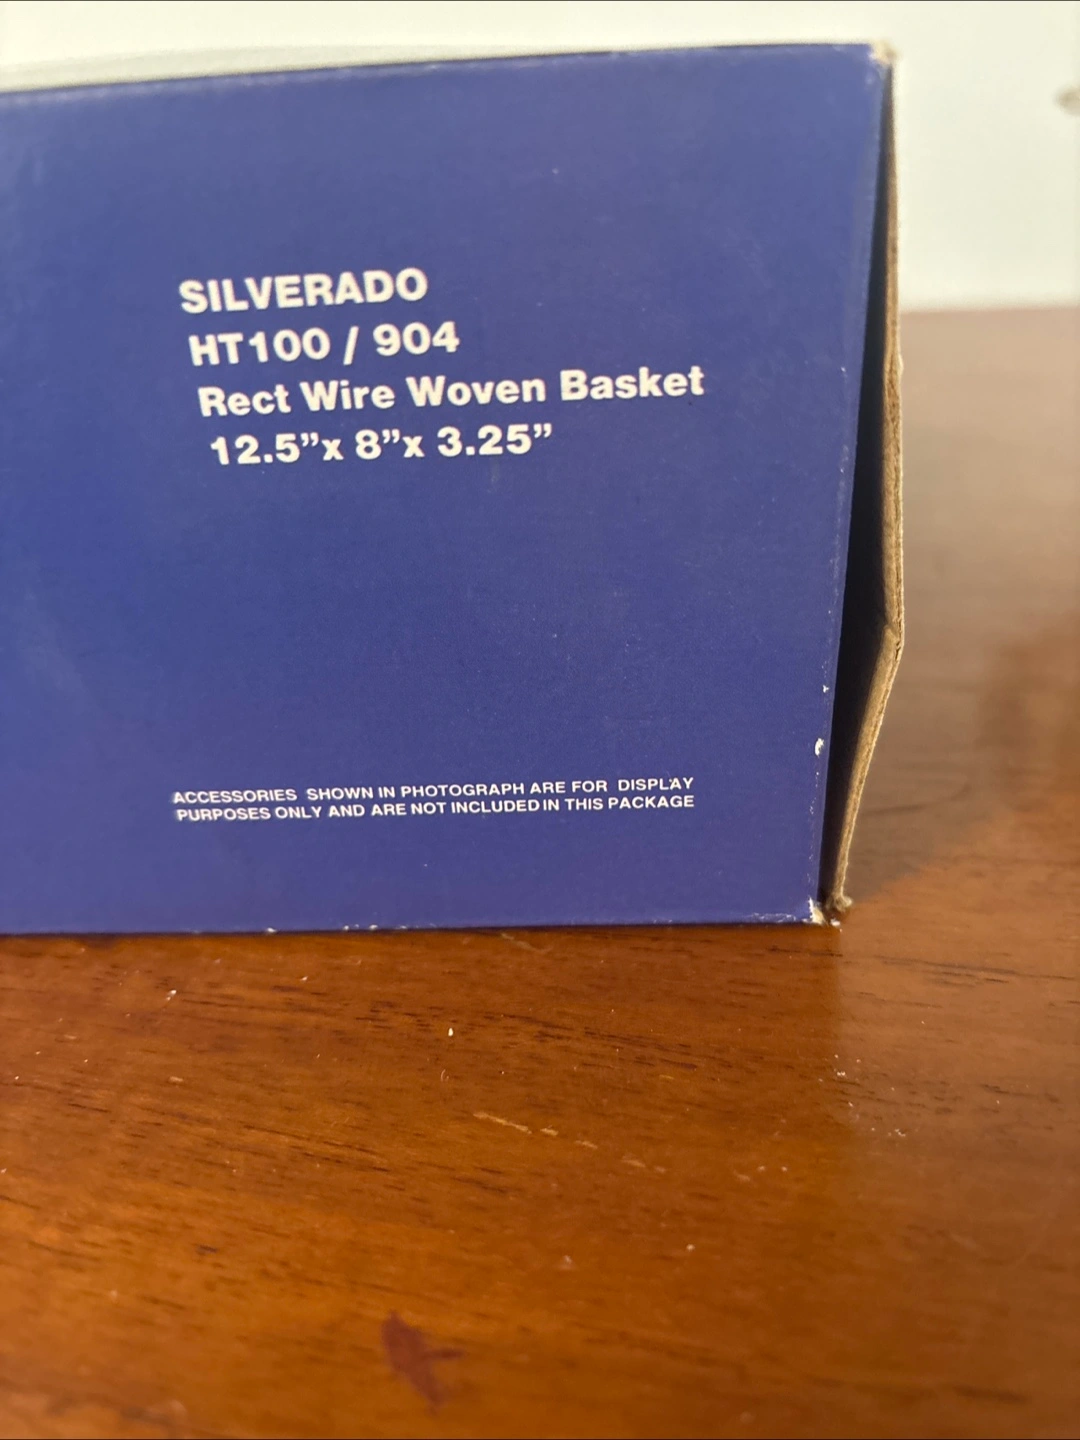 SILVERADO
HT100 / 904
Rect Wire Woven Basket
12.5”x 8”x 3.25”
ACCESSORIES SHOWN IN PHOTOGRAPH ARE FOR DISPLAY
PURPOSES ONLY AND ARE NOT INCLUDED IN THIS PACKAGE